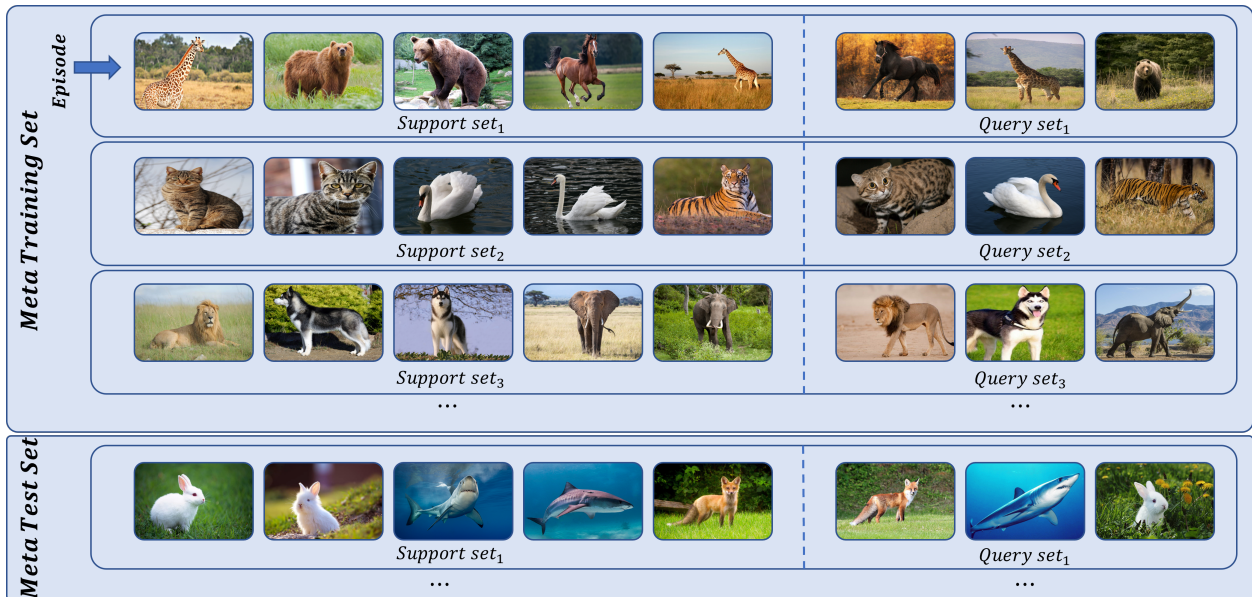 Meta Training Set
Episode
Support set₁
Query set₁
Support set₂
Query set₂
Support set₃
Query set₃
...
...
Meta Test Set
Support set₁
Query set₁
...
...